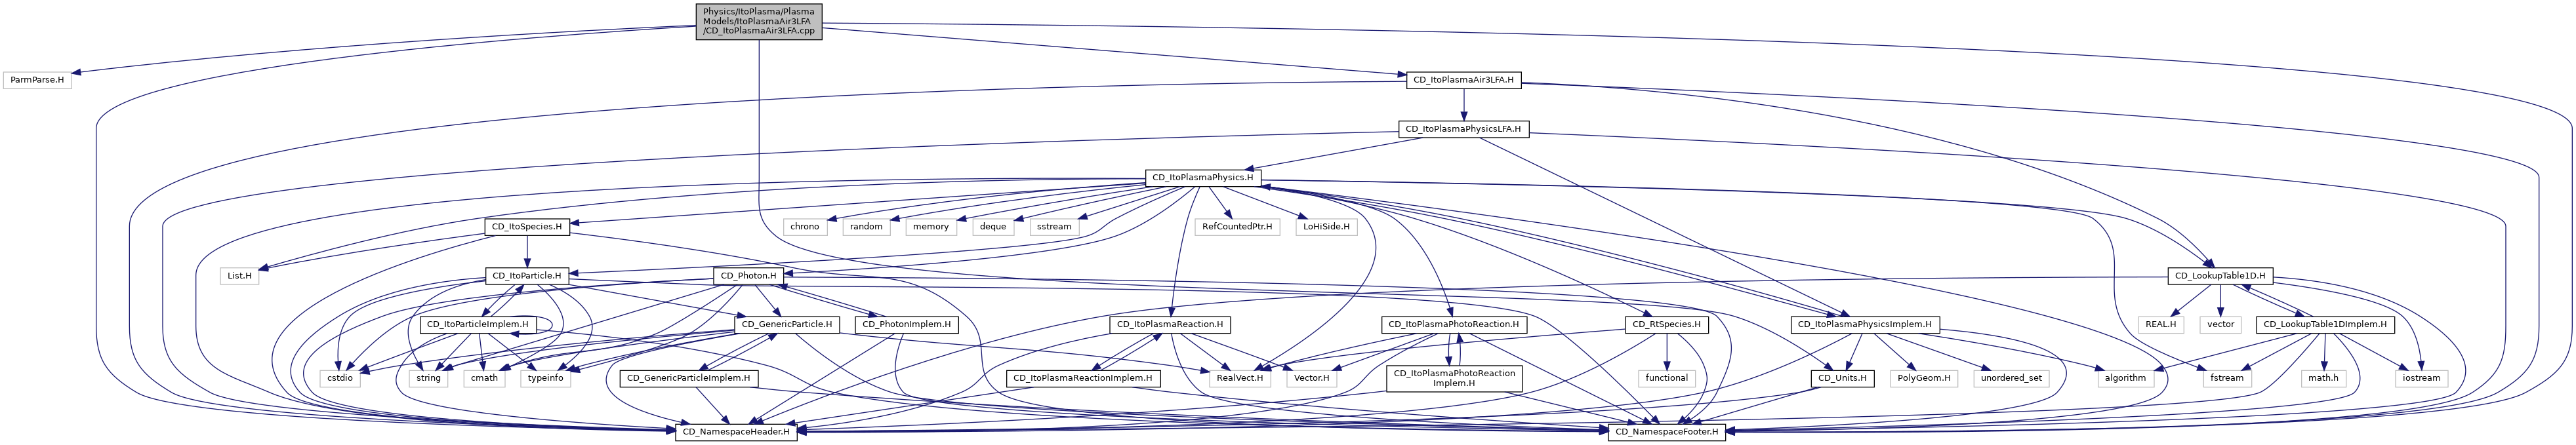 Physics/ItoPlasma/Plasma
Models/ItoPlasmaAir3LFA
/CD_ItoPlasmaAir3LFA.cpp
ParmParse.H
CD_ItoPlasmaAir3LFA.H
CD_ItoPlasmaPhysicsLFA.H
CD_ItoPlasmaPhysics.H
CD_ItoSpecies.H
chrono
random
memory
deque
sstream
RefCountedPtr.H
LoHiSide.H
List.H
CD_ItoParticle.H
CD_Photon.H
CD_LookupTable1D.H
CD_ItoParticleImplem.H
CD_GenericParticle.H
CD_PhotonImplem.H
CD_ItoPlasmaReaction.H
CD_ItoPlasmaPhotoReaction.H
CD_RtSpecies.H
CD_ItoPlasmaPhysicsImplem.H
REAL.H
vector
CD_LookupTable1DImplem.H
cstdio
string
cmath
typeinfo
CD_GenericParticleImplem.H
CD_ItoPlasmaReactionImplem.H
RealVect.H
Vector.H
CD_ItoPlasmaPhotoReaction
Implem.H
functional
CD_Units.H
PolyGeom.H
unordered_set
algorithm
fstream
math.h
iostream
CD_NamespaceHeader.H
CD_NamespaceFooter.H